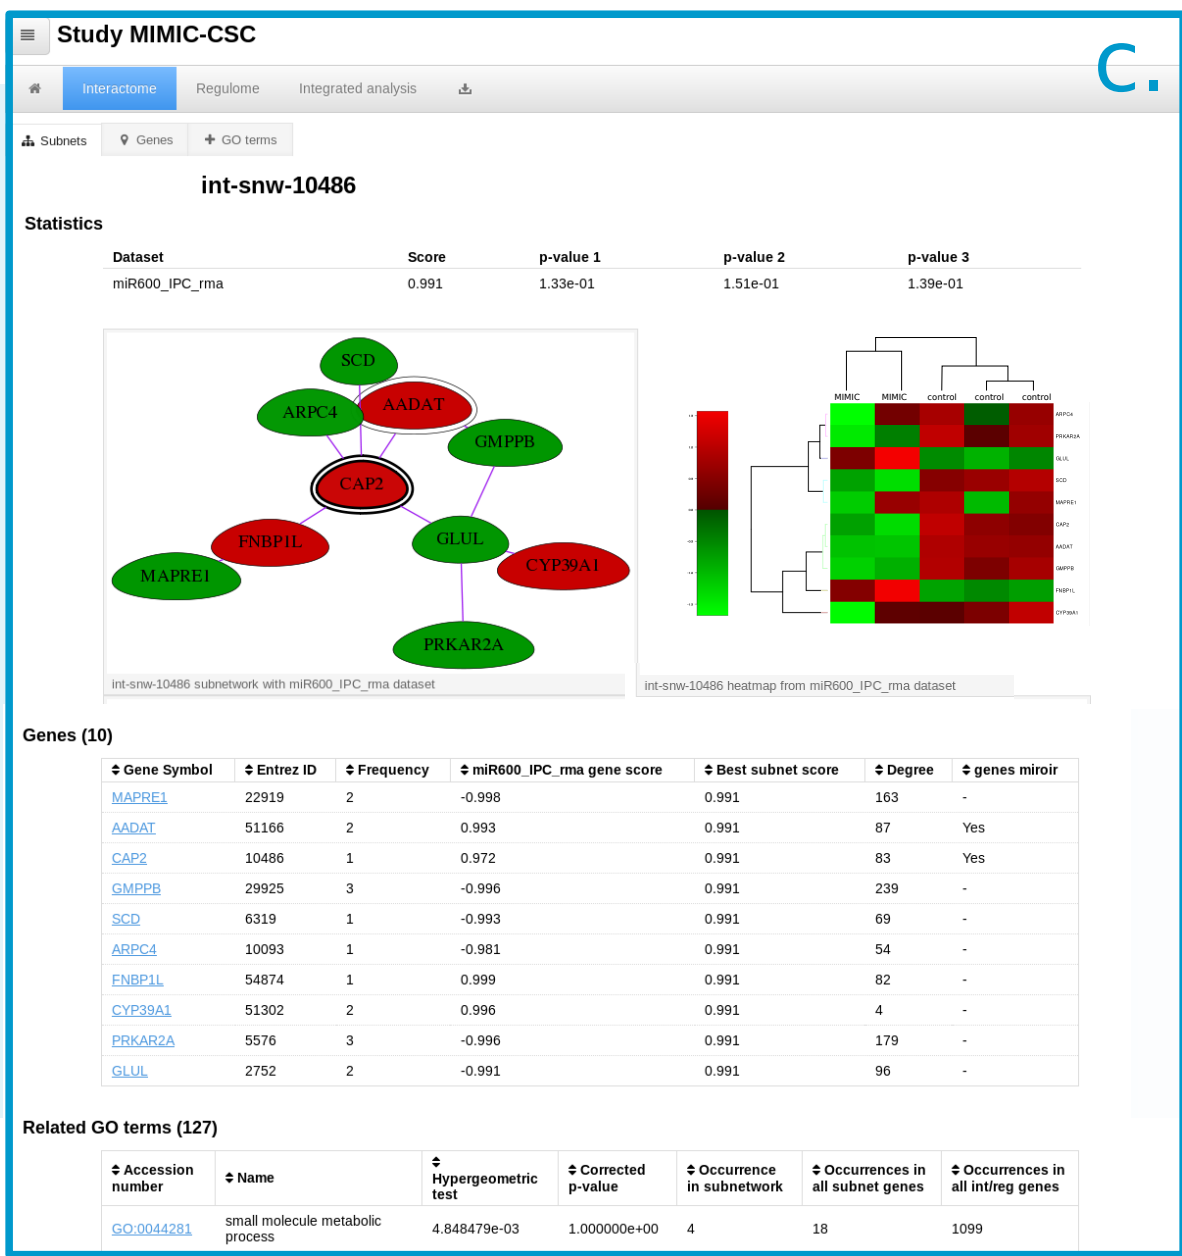 Study MIMIC-CSC
c.
Interactome Regulome Integrated analysis
Subnets Genes GO terms
int-snw-10486
Statistics
Dataset Score p-value 1 p-value 2 p-value 3
miR600_IPC_rma 0.991 1.33e-01 1.51e-01 1.39e-01
SCD
AADAT
ARPC4
GMPPB
CAP2
FNBP1L
GLUL
CYP39A1
MAPRE1
PRKAR2A
int-snw-10486 subnetwork with miR600_IPC_rma dataset
MIMIC MIMIC control control control
ARPC4
PRKAR2A
GLUL
SCD
MAPRE1
CAP2
AADAT
GMPPB
FNBP1L
CYP39A1
int-snw-10486 heatmap from miR600_IPC_rma dataset
Genes (10)
Gene Symbol Entrez ID Frequency miR600_IPC_rma gene score Best subnet score Degree genes miroir
MAPRE1 22919 2 -0.998 0.991 163 -
AADAT 51166 2 0.993 0.991 87 Yes
CAP2 10486 1 0.972 0.991 83 Yes
GMPPB 29925 3 -0.996 0.991 239 -
SCD 6319 1 -0.993 0.991 69 -
ARPC4 10093 1 -0.981 0.991 54 -
FNBP1L 54874 1 0.999 0.991 82 -
CYP39A1 51302 2 0.996 0.991 4 -
PRKAR2A 5576 3 -0.996 0.991 179 -
GLUL 2752 2 -0.991 0.991 96 -
Related GO terms (127)
Accession number Name Hypergeometric test Corrected p-value Occurrence in subnetwork Occurrences in all subnet genes Occurrences in all int/reg genes
GO:0044281 small molecule metabolic process 4.848479e-03 1.000000e+00 4 18 1099